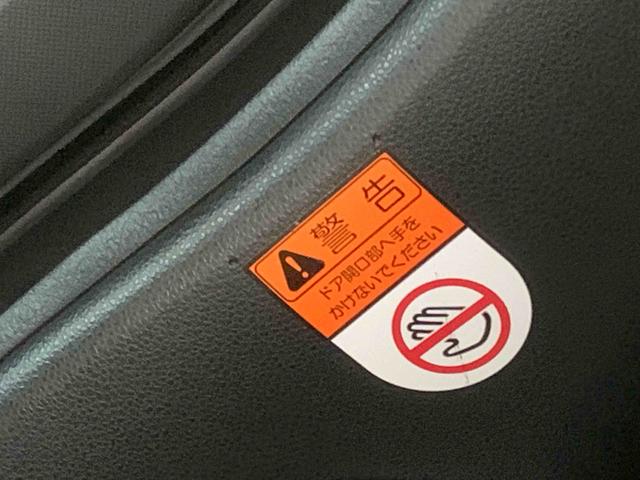 警告
ドア開口部へ手を
かけないでください